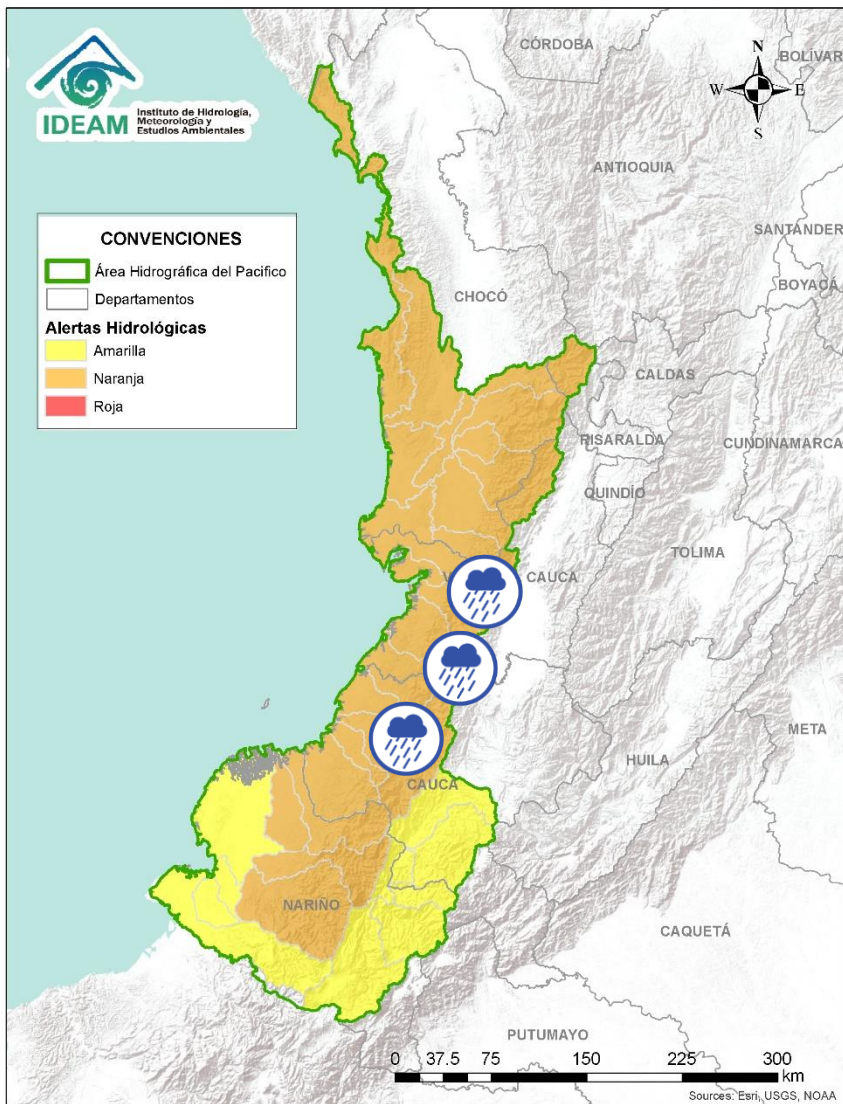 IDEAM
Instituto de Hidrología,
Meteorología y
Estudios Ambientales
CÓRDOBA
BOLÍVAR
N
W
E
S
ANTIOQUIA
SANTANDER
BOYACÁ
CONVENCIONES
Área Hidrográfica del Pacifico
Departamentos
Alertas Hidrológicas
Amarilla
Naranja
Roja
CHOCÓ
CALDAS
RISARALDA
CUNDINAMARCA
QUINDÍO
TOLIMA
CAUCA
META
HUILA
CAUCA
NARIÑO
CAQUETÁ
PUTUMAYO
0 37.5 75 150 225 300
km
Sources: Esri, USGS, NOAA